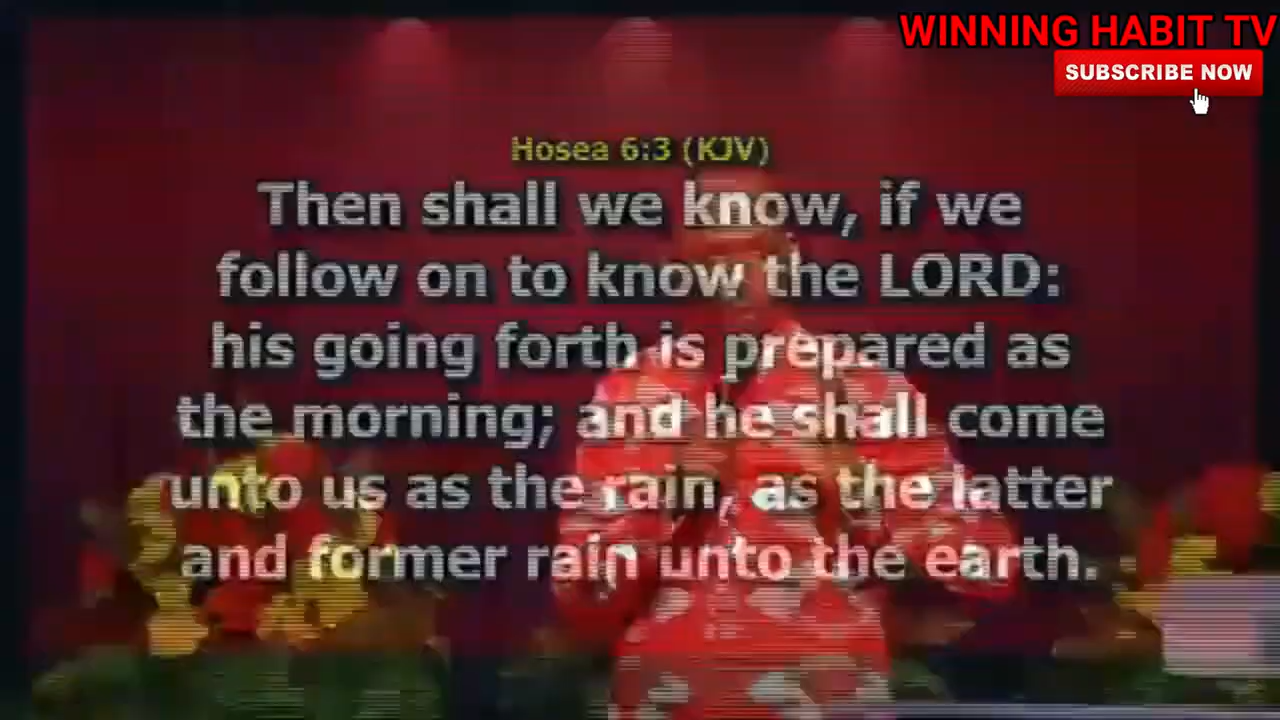 WINNING HABIT TV
SUBSCRIBE NOW
Hosea 6:3 (KJV)
Then shall we know, if we
follow on to know the LORD:
his going forth is prepared as
the morning; and he shall come
unto us as the rain, as the latter
and former rain unto the earth.